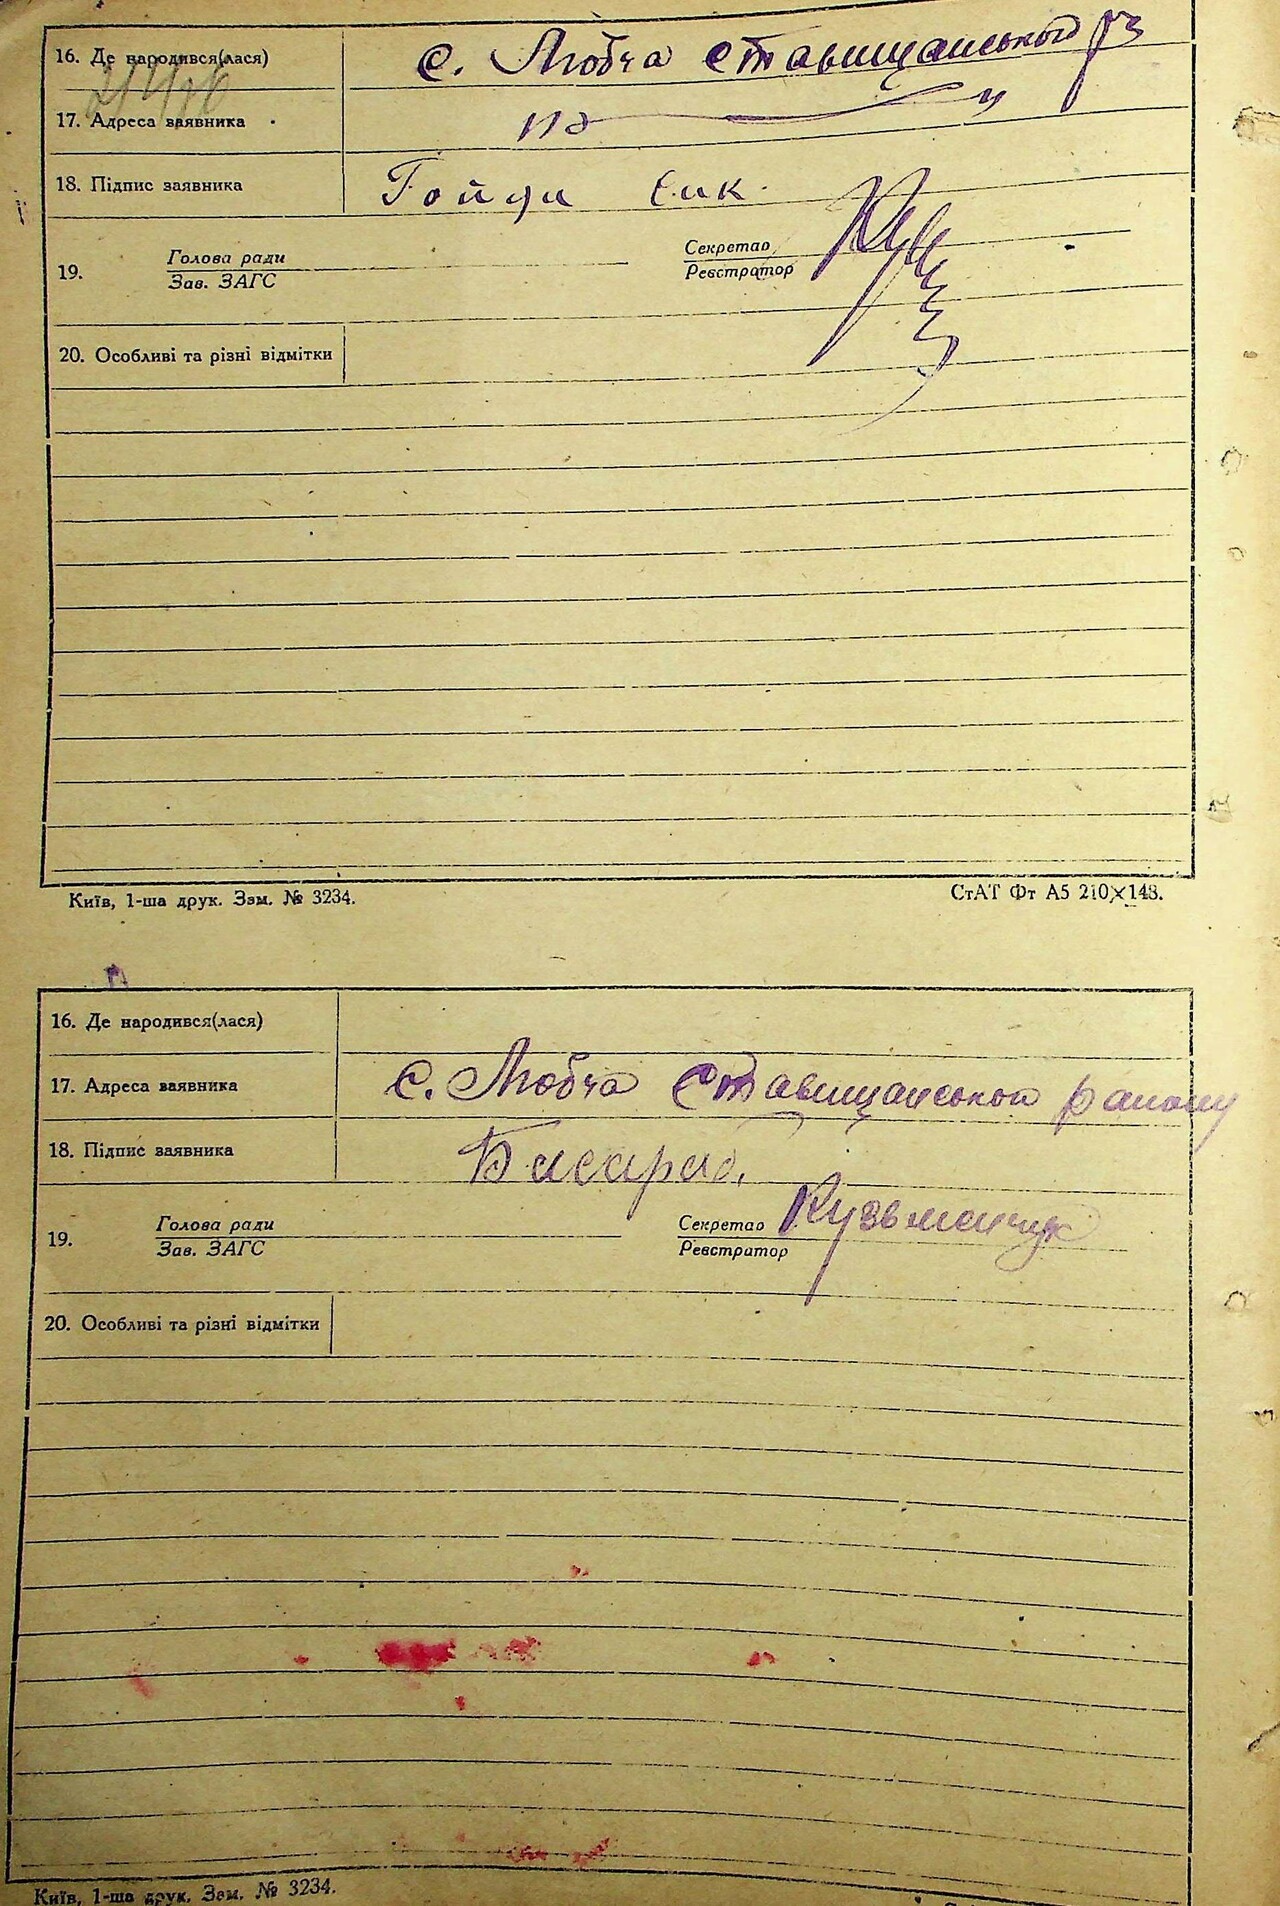 16. Де народився(лася) с. Любча Ставищанського
17. Адреса заявника
18. Підпис заявника Гойда
19. Голова ради Секретар
Зав. ЗАГС Реєстратор
20. Особливі та різні відмітки
Київ, 1-ша друк. Зам. № 3234. СтАТ Фт А5 210×148.
16. Де народився(лася)
17. Адреса заявника с. Любча Ставищанського району
18. Підпис заявника Басараб.
19. Голова ради Секретар Кузьменчук
Зав. ЗАГС Реєстратор
20. Особливі та різні відмітки
Київ, 1-ша друк. Зам. № 3234.